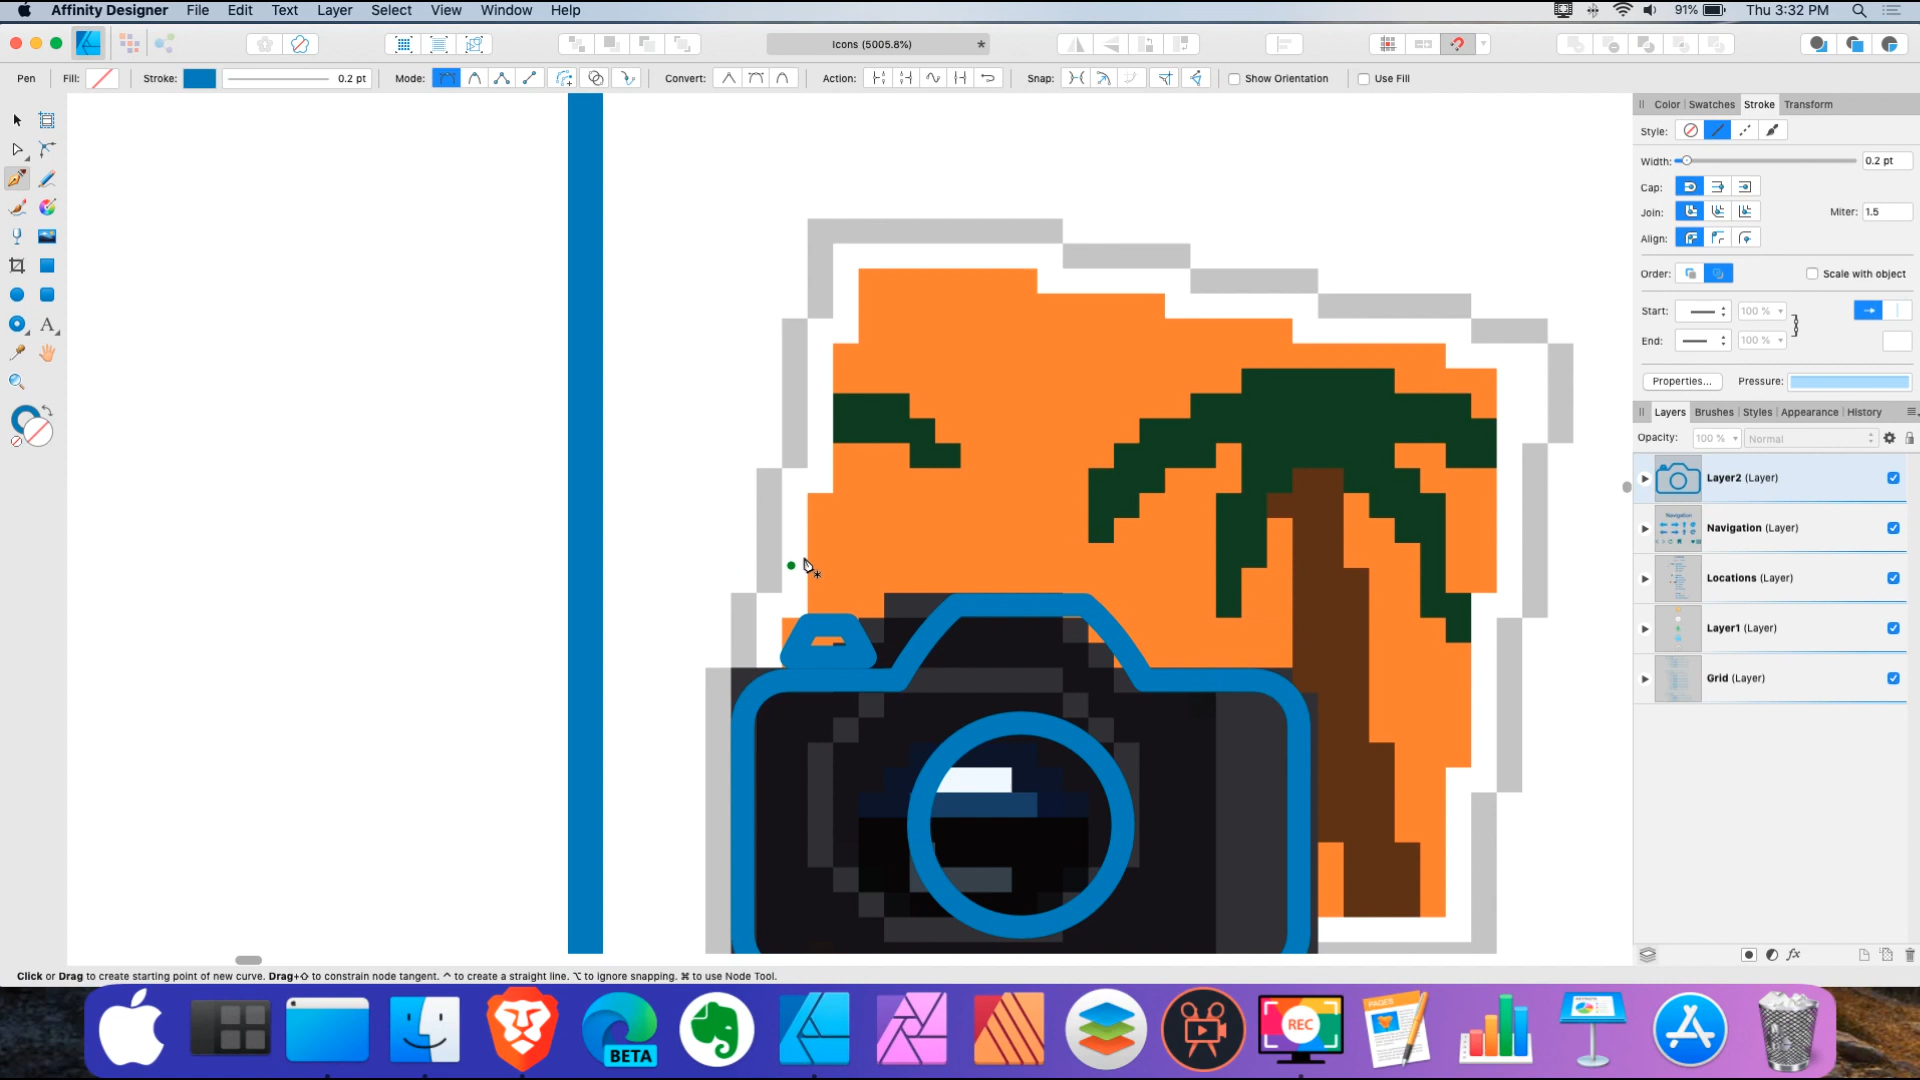 Affinity Designer File Edit Text Layer Select View Window Help 91% Thu 3:32 PM
Icons (5005.8%) *
Pen Fill: Stroke: 0.2 pt Mode: Convert: Action: Snap: Show Orientation Use Fill
Color Swatches Stroke Transform
Style:
Width: 0.2 pt
Cap:
Join: Miter: 1.5
Align:
Order: Scale with object
Start: 100 %
End: 100 %
Properties... Pressure:
Layers Brushes Styles Appearance History
Opacity: 100 % Normal
Layer2 (Layer)
Navigation
Navigation (Layer)
Locations (Layer)
Layer1 (Layer)
Grid (Layer)
fx
Click or Drag to create starting point of new curve. Drag+⇧ to constrain node tangent. ^ to create a straight line. ⌥ to ignore snapping. ⌘ to use Node Tool.
BETA
REC
PAGES